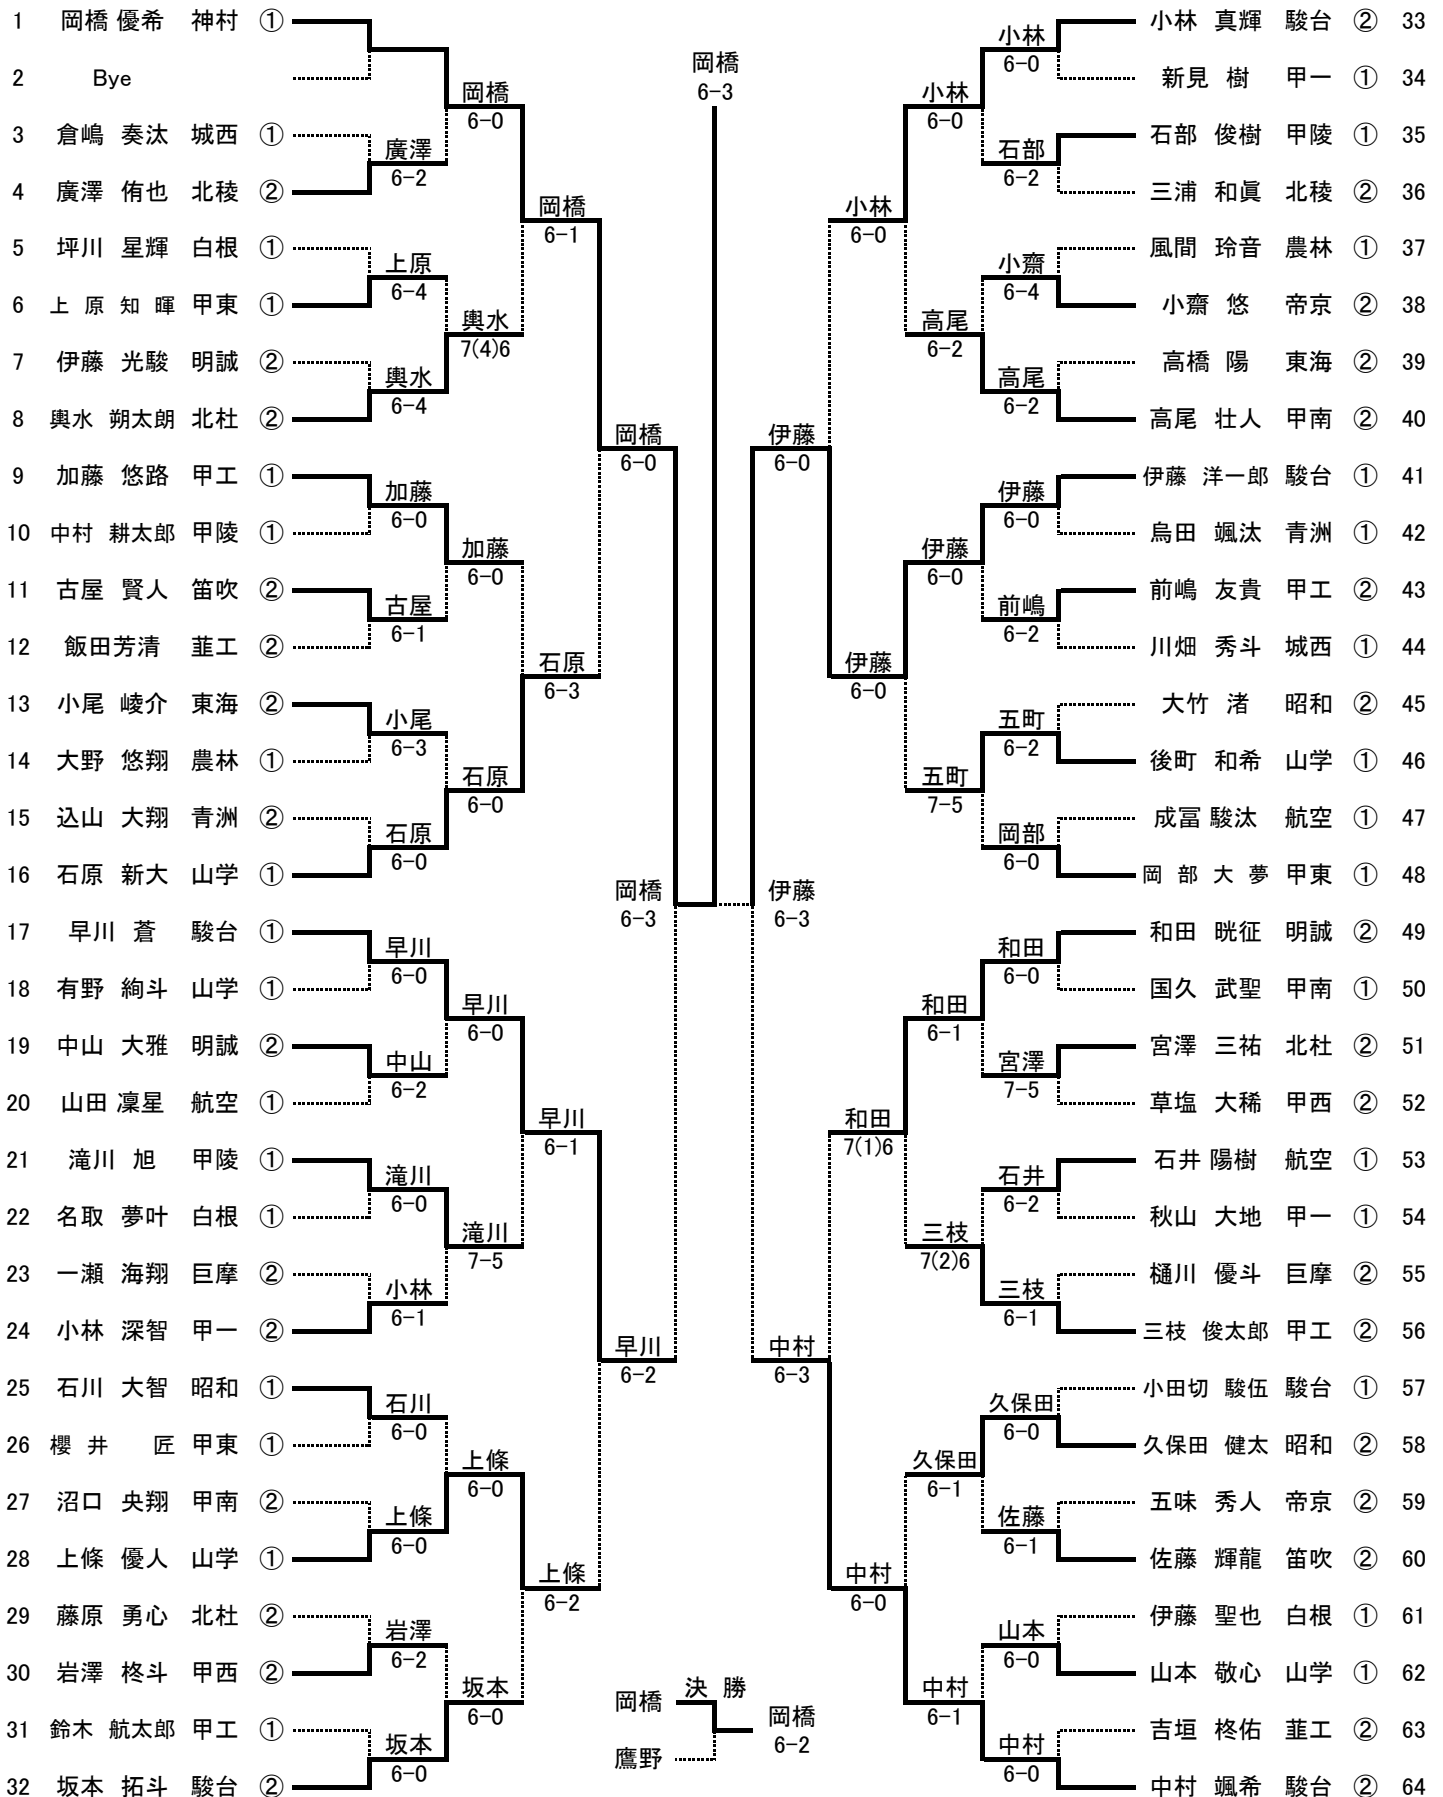 1 岡橋 優希 神村 ①
2 Bye
3 倉嶋 奏汰 城西 ①
4 廣澤 侑也 北稜 ②
5 坪川 星輝 白根 ①
6 上原知暉 甲東 ①
7 伊藤 光駿 明誠 ②
8 輿水 朔太朗 北杜 ②
9 加藤 悠路 甲工 ①
10 中村 耕太郎 甲陵 ①
11 古屋 賢人 笛吹 ②
12 飯田芳清 韮工 ②
13 小尾 崚介 東海 ②
14 大野 悠翔 農林 ①
15 込山 大翔 青洲 ②
16 石原 新大 山学 ①
17 早川 蒼 駿台 ①
18 有野 絢斗 山学 ①
19 中山 大雅 明誠 ②
20 山田 凜星 航空 ①
21 滝川 旭 甲陵 ①
22 名取 夢叶 白根 ①
23 一瀬 海翔 巨摩 ②
24 小林 深智 甲一 ②
25 石川 大智 昭和 ①
26 櫻井 匠 甲東 ①
27 沼口 央翔 甲南 ②
28 上條 優人 山学 ①
29 藤原 勇心 北杜 ②
30 岩澤 柊斗 甲西 ②
31 鈴木 航太郎 甲工 ①
32 坂本 拓斗 駿台 ②
廣澤
6-2
上原
6-4
輿水
6-4
加藤
6-0
古屋
6-1
小尾
6-3
石原
6-0
早川
6-0
中山
6-2
滝川
6-0
小林
6-1
石川
6-0
上條
6-0
岩澤
6-2
坂本
6-0
岡橋
6-0
輿水
7(4)6
加藤
6-0
石原
6-0
早川
6-0
滝川
7-5
上條
6-0
坂本
6-0
岡橋
6-1
石原
6-3
早川
6-1
上條
6-2
岡橋
6-0
早川
6-2
岡橋
6-3
岡橋
6-3
伊藤
6-3
決 勝
岡橋
鷹野
岡橋
6-2
伊藤
6-0
中村
6-3
小林
6-0
伊藤
6-0
和田
7(1)6
中村
6-0
小林
6-0
高尾
6-2
伊藤
6-0
五町
7-5
和田
6-1
三枝
7(2)6
久保田
6-1
中村
6-1
小林
6-0
石部
6-2
小齋
6-4
高尾
6-2
伊藤
6-0
前嶋
6-2
五町
6-2
岡部
6-0
和田
6-0
宮澤
7-5
石井
6-2
三枝
6-1
久保田
6-0
佐藤
6-1
山本
6-0
中村
6-0
小林 真輝 駿台 ② 33
新見 樹 甲一 ① 34
石部 俊樹 甲陵 ① 35
三浦 和眞 北稜 ② 36
風間 玲音 農林 ① 37
小齋 悠 帝京 ② 38
高橋 陽 東海 ② 39
高尾 壮人 甲南 ② 40
伊藤 洋一郎 駿台 ① 41
鳥田 颯汰 青洲 ① 42
前嶋 友貴 甲工 ② 43
川畑 秀斗 城西 ① 44
大竹 渚 昭和 ② 45
後町 和希 山学 ① 46
成冨 駿汰 航空 ① 47
岡部大夢 甲東 ① 48
和田 晄征 明誠 ② 49
国久 武聖 甲南 ① 50
宮澤 三祐 北杜 ② 51
草塩 大稀 甲西 ② 52
石井 陽樹 航空 ① 53
秋山 大地 甲一 ① 54
樋川 優斗 巨摩 ② 55
三枝 俊太郎 甲工 ② 56
小田切 駿伍 駿台 ① 57
久保田 健太 昭和 ② 58
五味 秀人 帝京 ② 59
佐藤 輝龍 笛吹 ② 60
伊藤 聖也 白根 ① 61
山本 敬心 山学 ① 62
吉垣 柊佑 韮工 ② 63
中村 颯希 駿台 ② 64